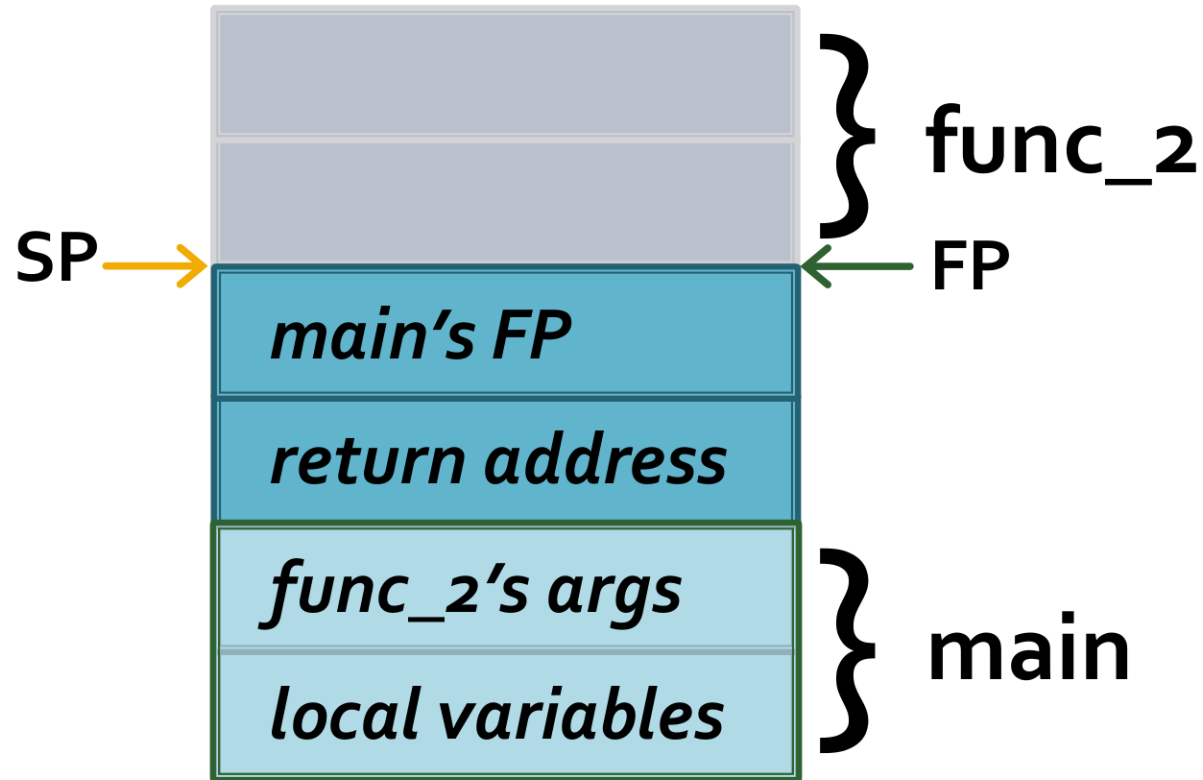 func_2
SP
FP
main’s FP
return address
func_2’s args
main
local variables